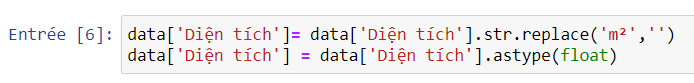 Entrée [6]: data['Diện tích']= data['Diện tích'].str.replace('m²','')
data['Diện tích'] = data['Diện tích'].astype(float)